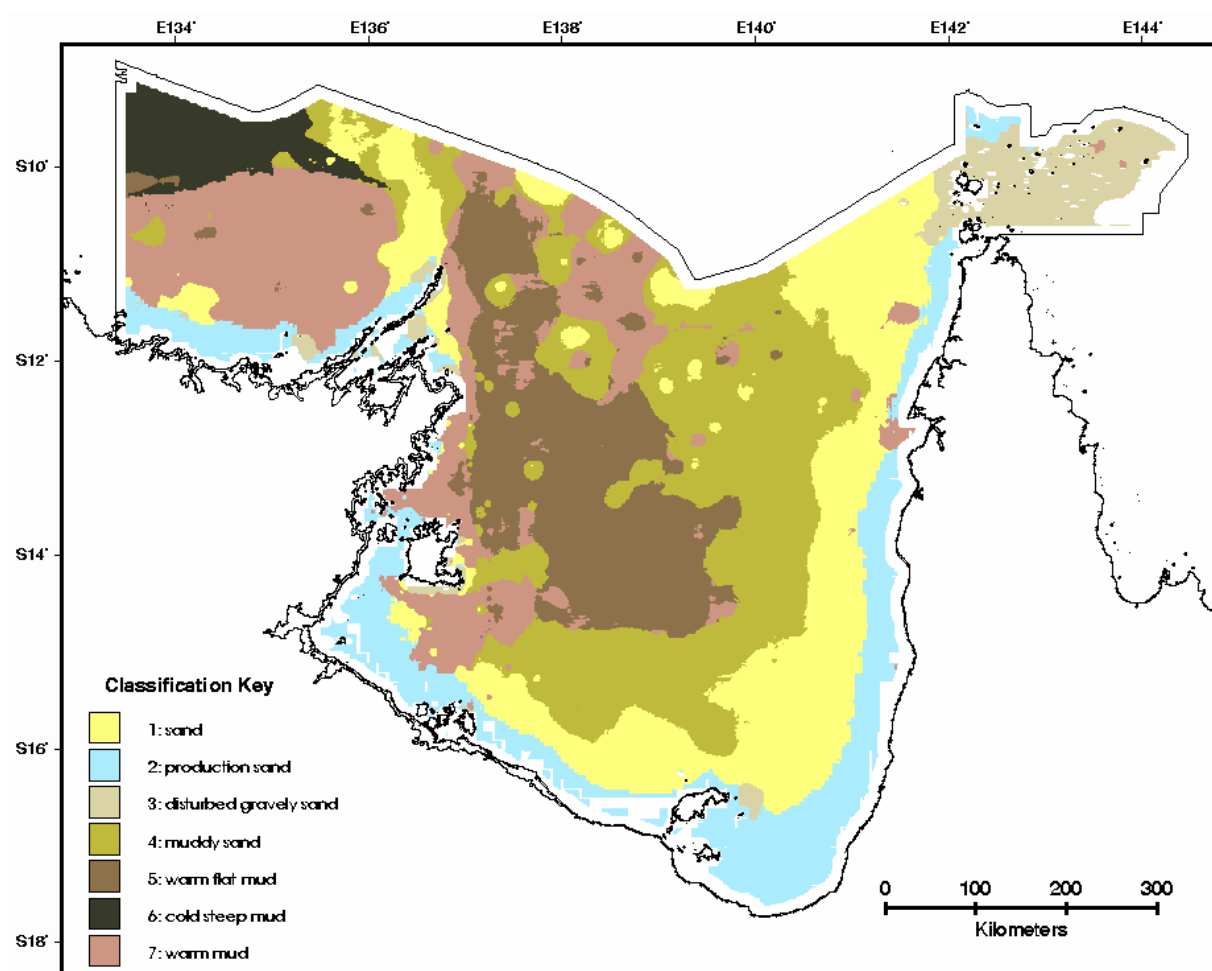 E134° E136° E138° E140° E142° E144°
S10°
S12°
S14°
S16°
S18°
Classification Key
1: sand
2: production sand
3: disturbed gravely sand
4: muddy sand
5: warm flat mud
6: cold steep mud
7: warm mud
0 100 200 300
Kilometers